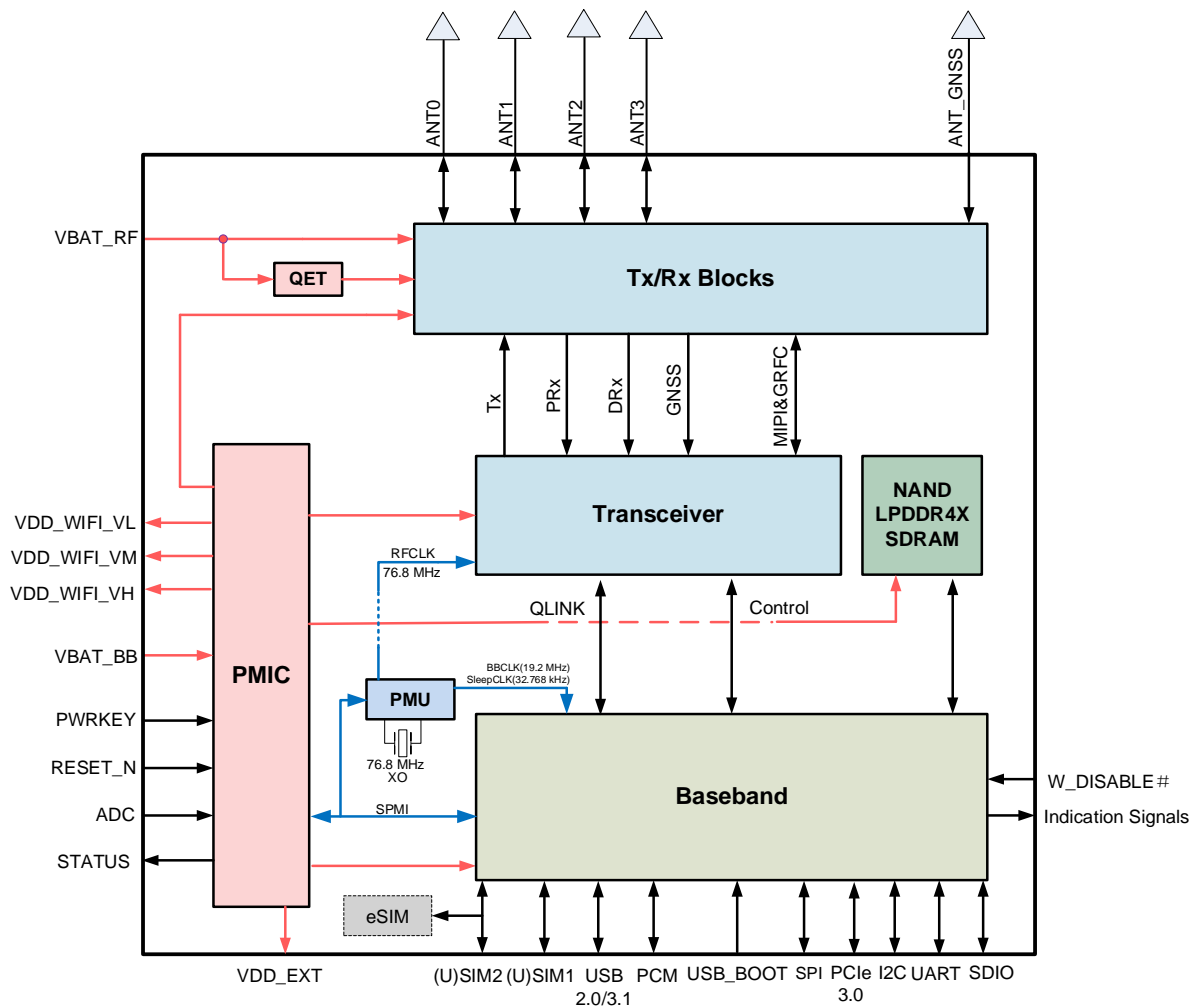 ANT0
ANT1
ANT2
ANT3
ANT_GNSS
VBAT_RF
QET
Tx/Rx Blocks
Tx
PRx
DRx
GNSS
MIPI&GRFC
NAND
LPDDR4X
SDRAM
Transceiver
VDD_WIFI_VL
VDD_WIFI_VM
VDD_WIFI_VH
RFCLK
76.8 MHz
QLINK
Control
VBAT_BB
PMIC
BBCLK(19.2 MHz)
SleepCLK(32.768 kHz)
PMU
PWRKEY
76.8 MHz
XO
RESET_N
Baseband
W_DISABLE#
ADC
SPMI
Indication Signals
STATUS
eSIM
VDD_EXT
(U)SIM2
(U)SIM1
USB
2.0/3.1
PCM
USB_BOOT
SPI
PCIe
3.0
I2C
UART
SDIO